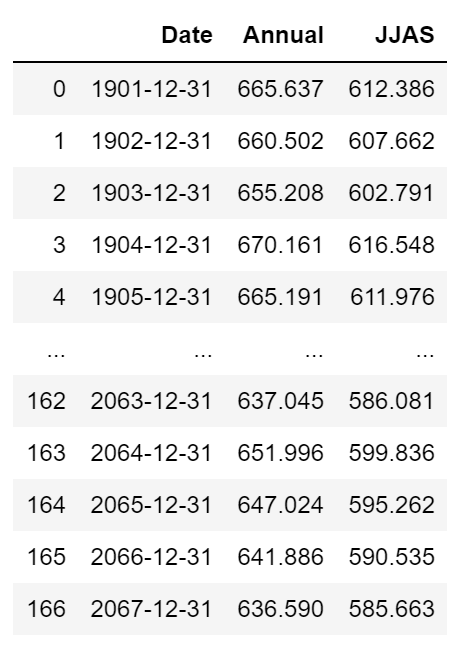 Date Annual JJAS
0 1901-12-31 665.637 612.386
1 1902-12-31 660.502 607.662
2 1903-12-31 655.208 602.791
3 1904-12-31 670.161 616.548
4 1905-12-31 665.191 611.976
... ... ... ...
162 2063-12-31 637.045 586.081
163 2064-12-31 651.996 599.836
164 2065-12-31 647.024 595.262
165 2066-12-31 641.886 590.535
166 2067-12-31 636.590 585.663